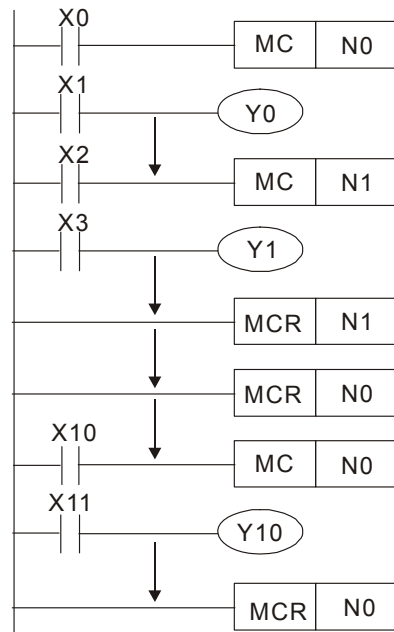 X0
MC N0
X1
Y0
X2
MC N1
X3
Y1
MCR N1
MCR N0
X10
MC N0
X11
Y10
MCR N0